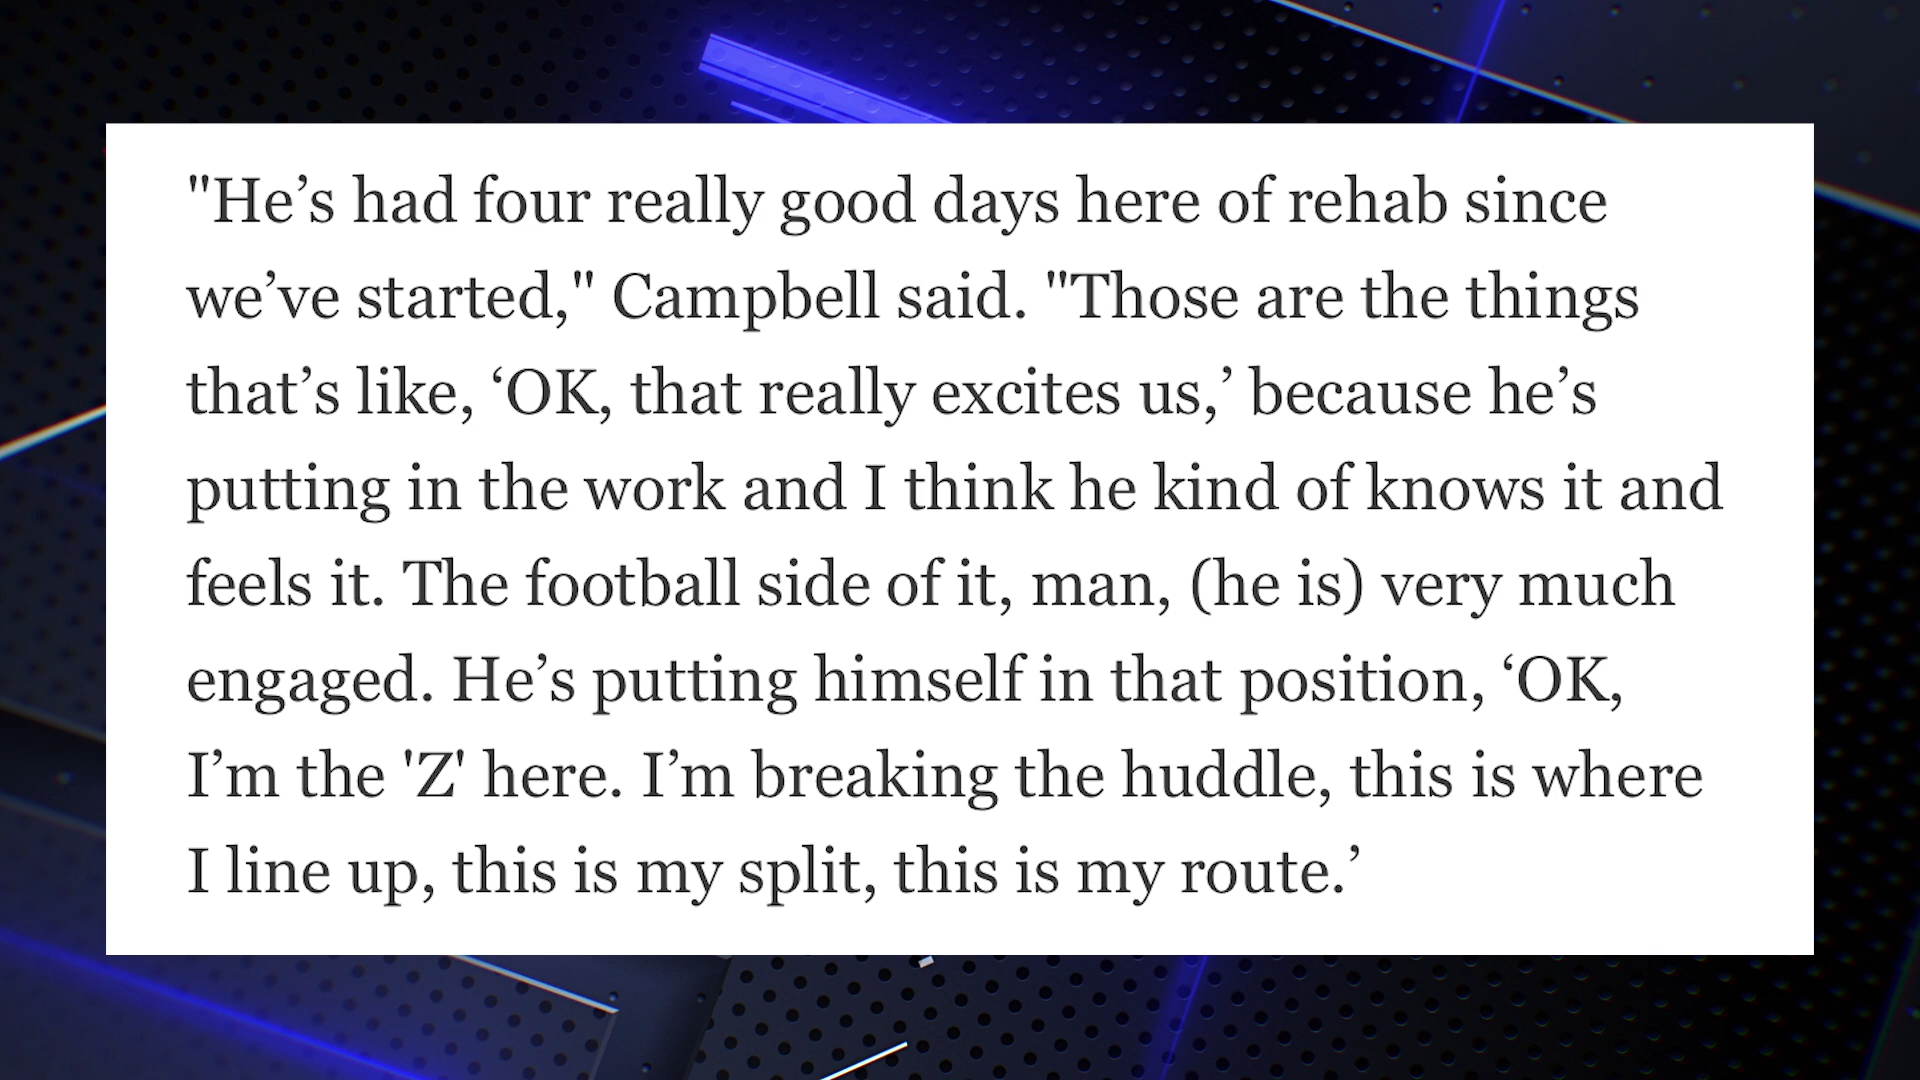 "He’s had four really good days here of rehab since
we’ve started," Campbell said. "Those are the things
that’s like, ‘OK, that really excites us,’ because he’s
putting in the work and I think he kind of knows it and
feels it. The football side of it, man, (he is) very much
engaged. He’s putting himself in that position, ‘OK,
I’m the 'Z' here. I’m breaking the huddle, this is where
I line up, this is my split, this is my route.’